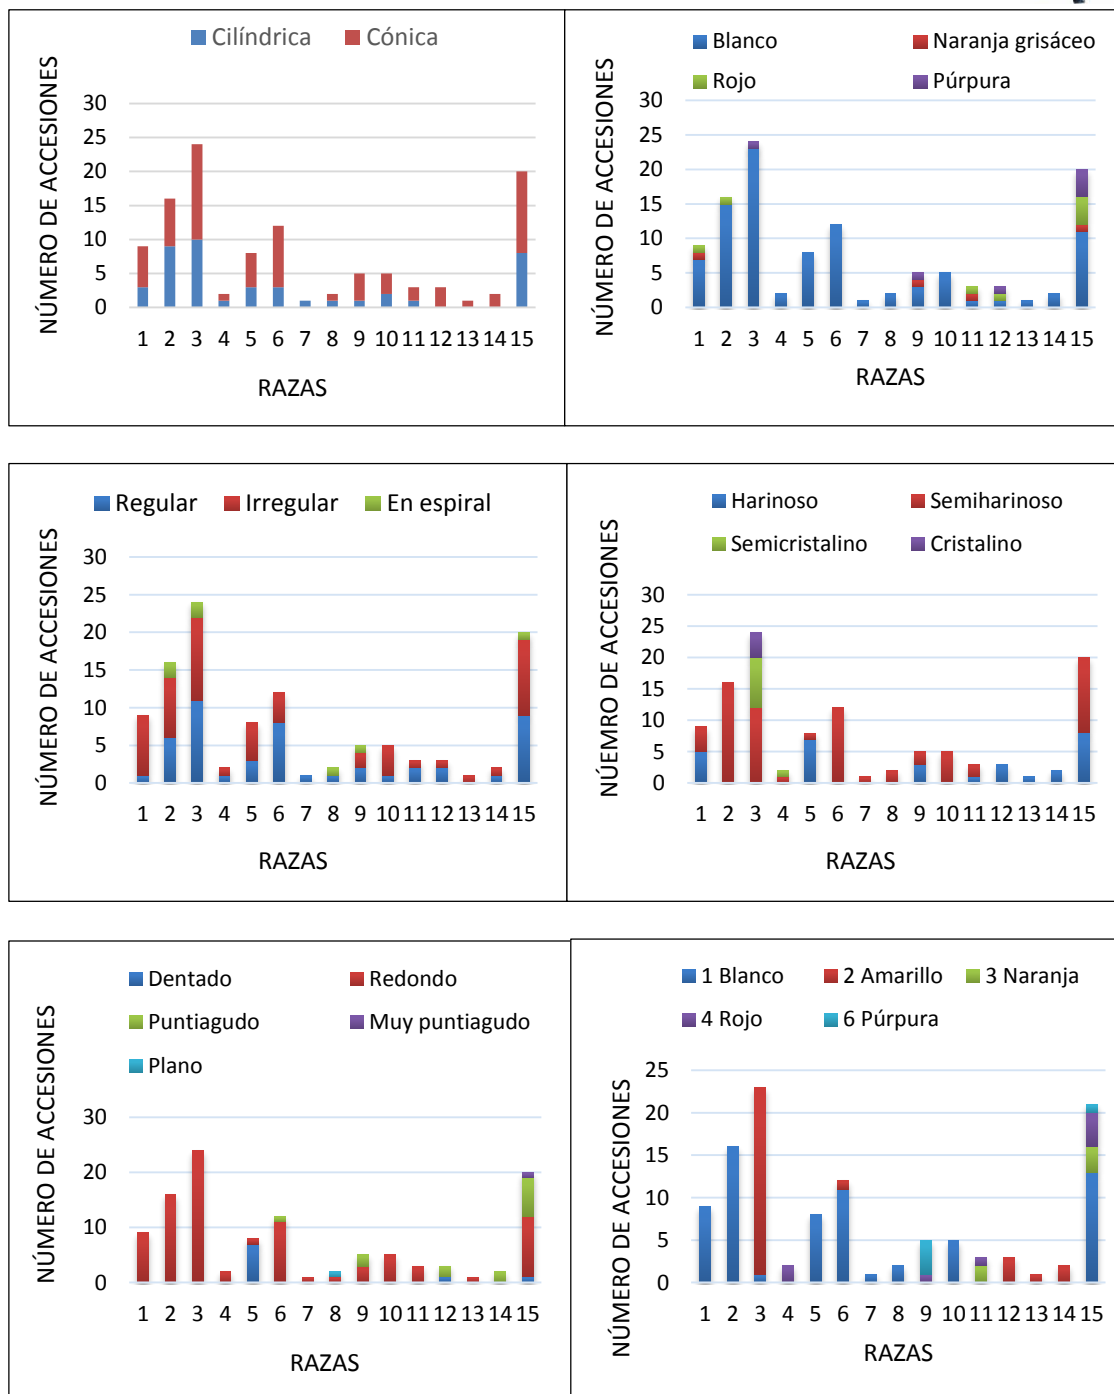 Cilíndrica Cónica
NÚMERO DE ACCESIONES
30
25
20
15
10
5
0
1 2 3 4 5 6 7 8 9 10 11 12 13 14 15
RAZAS
Blanco Naranja grisáceo
Rojo Púrpura
NÚMERO DE ACCESIONES
30
25
20
15
10
5
0
1 2 3 4 5 6 7 8 9 10 11 12 13 14 15
RAZAS
Regular Irregular En espiral
NÚMERO DE ACCESIONES
30
25
20
15
10
5
0
1 2 3 4 5 6 7 8 9 10 11 12 13 14 15
RAZAS
Harinoso Semiharinoso
Semicristalino Cristalino
NÚEMRO DE ACCESIONES
30
25
20
15
10
5
0
1 2 3 4 5 6 7 8 9 10 11 12 13 14 15
RAZAS
Dentado Redondo
Puntiagudo Muy puntiagudo
Plano
NÚMERO DE ACCESIONES
30
20
10
0
1 2 3 4 5 6 7 8 9 10 11 12 13 14 15
RAZAS
1 Blanco 2 Amarillo 3 Naranja
4 Rojo 6 Púrpura
NÚMERO DE ACCESIONES
25
20
15
10
5
0
1 2 3 4 5 6 7 8 9 10 11 12 13 14 15
RAZAS